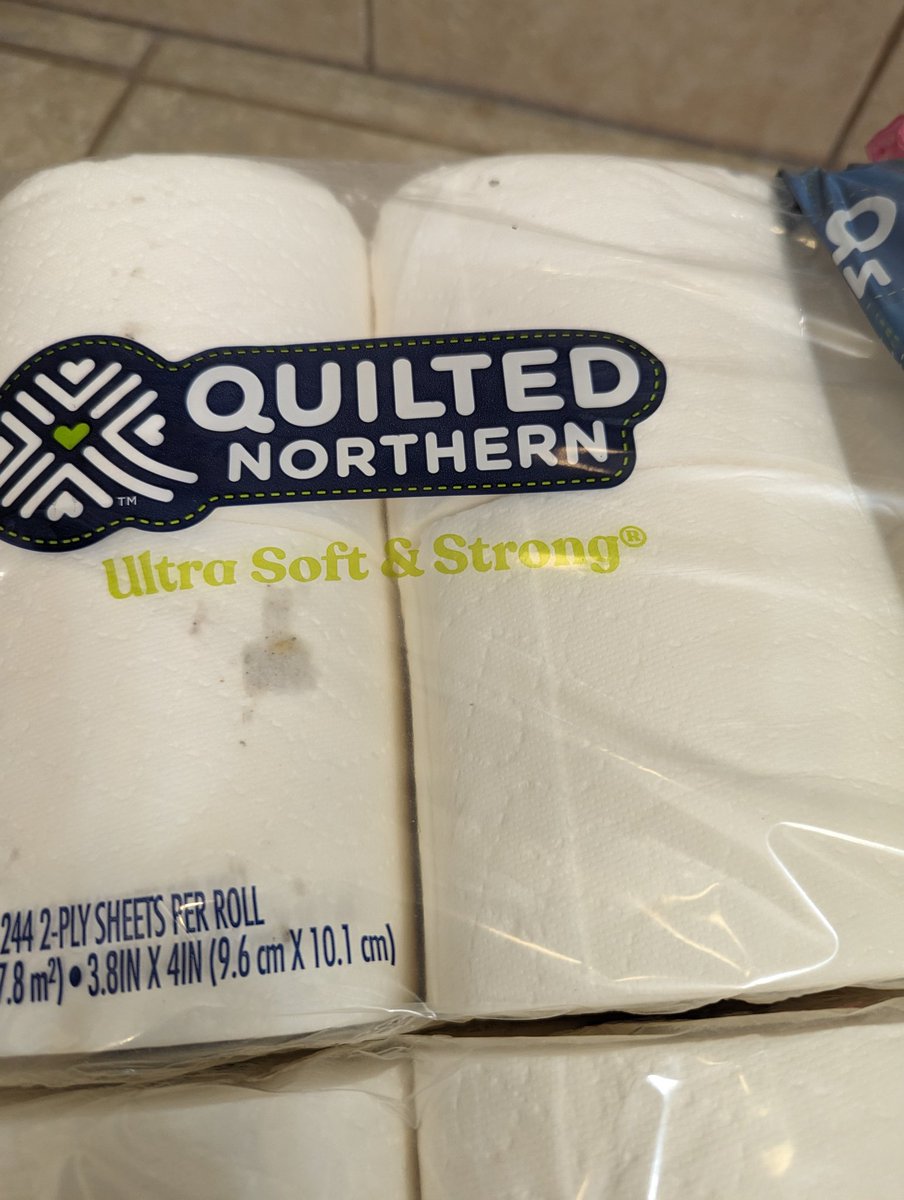 QUILTED
NORTHERN
TM
Ultra Soft & Strong®
244 2-PLY SHEETS PER ROLL
7.8 m²) • 3.8IN X 4IN (9.6 cm X 10.1 cm)